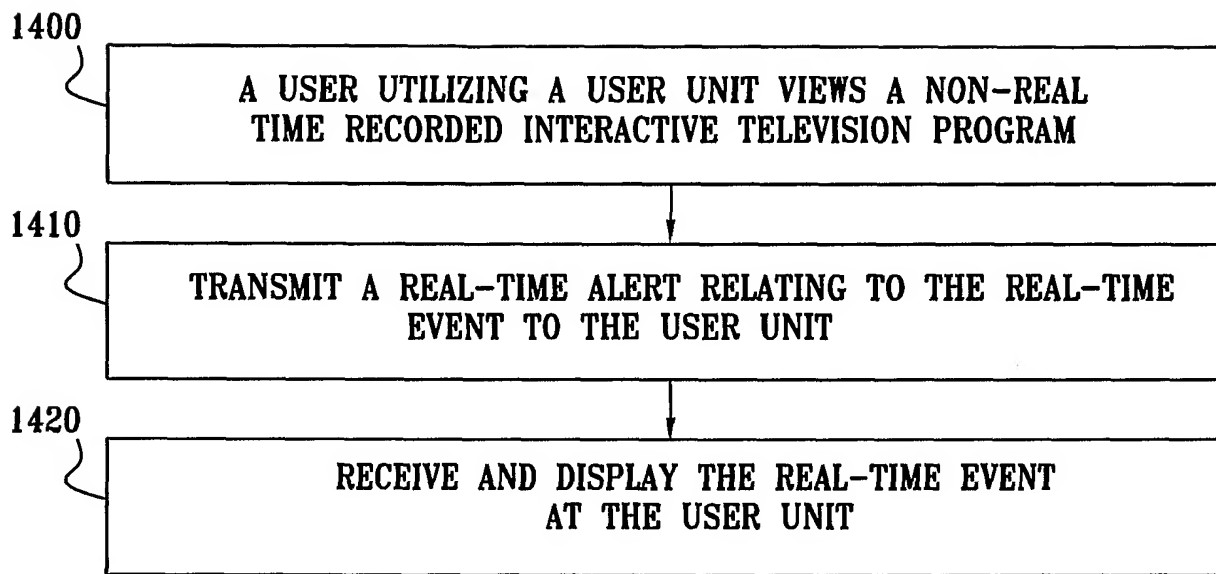 1400
A USER UTILIZING A USER UNIT VIEWS A NON-REAL
TIME RECORDED INTERACTIVE TELEVISION PROGRAM
1410
TRANSMIT A REAL-TIME ALERT RELATING TO THE REAL-TIME
EVENT TO THE USER UNIT
1420
RECEIVE AND DISPLAY THE REAL-TIME EVENT
AT THE USER UNIT